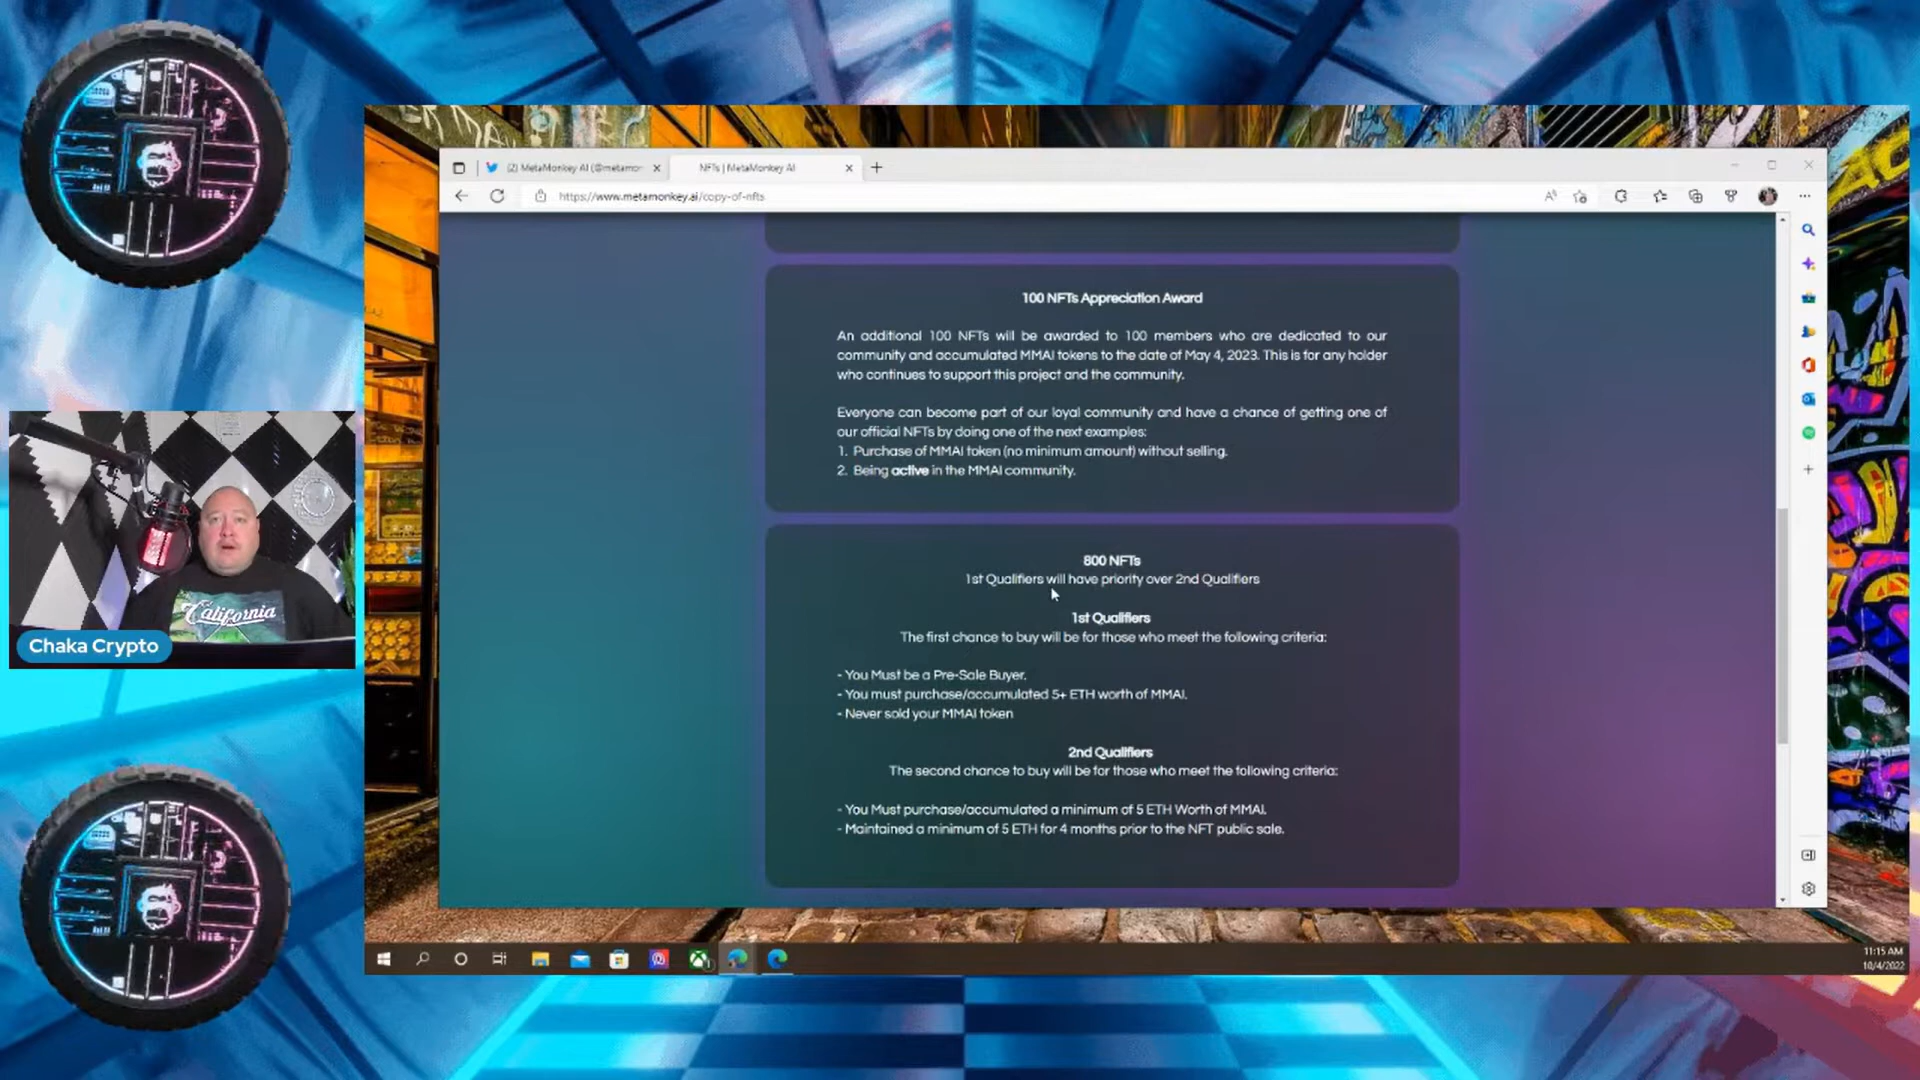 (2) MetaMonkey AI (@metamon
NFTs | MetaMonkey AI
https://www.metamonkey.ai/copy-of-nfts
100 NFTs Appreciation Award
An additional 100 NFTs will be awarded to 100 members who are dedicated to our
community and accumulated MMAI tokens to the date of May 4, 2023. This is for any holder
who continues to support this project and the community.
Everyone can become part of our loyal community and have a chance of getting one of
our official NFTs by doing one of the next examples:
1. Purchase of MMAI token (no minimum amount) without selling.
2. Being active in the MMAI community.
800 NFTs
1st Qualifiers will have priority over 2nd Qualifiers
1st Qualifiers
The first chance to buy will be for those who meet the following criteria:
- You Must be a Pre-Sale Buyer.
- You must purchase/accumulated 5+ ETH worth of MMAI.
- Never sold your MMAI token
2nd Qualifiers
The second chance to buy will be for those who meet the following criteria:
- You Must purchase/accumulated a minimum of 5 ETH Worth of MMAI.
- Maintained a minimum of 5 ETH for 4 months prior to the NFT public sale.
California
Chaka Crypto
11:15 AM
10/4/2022